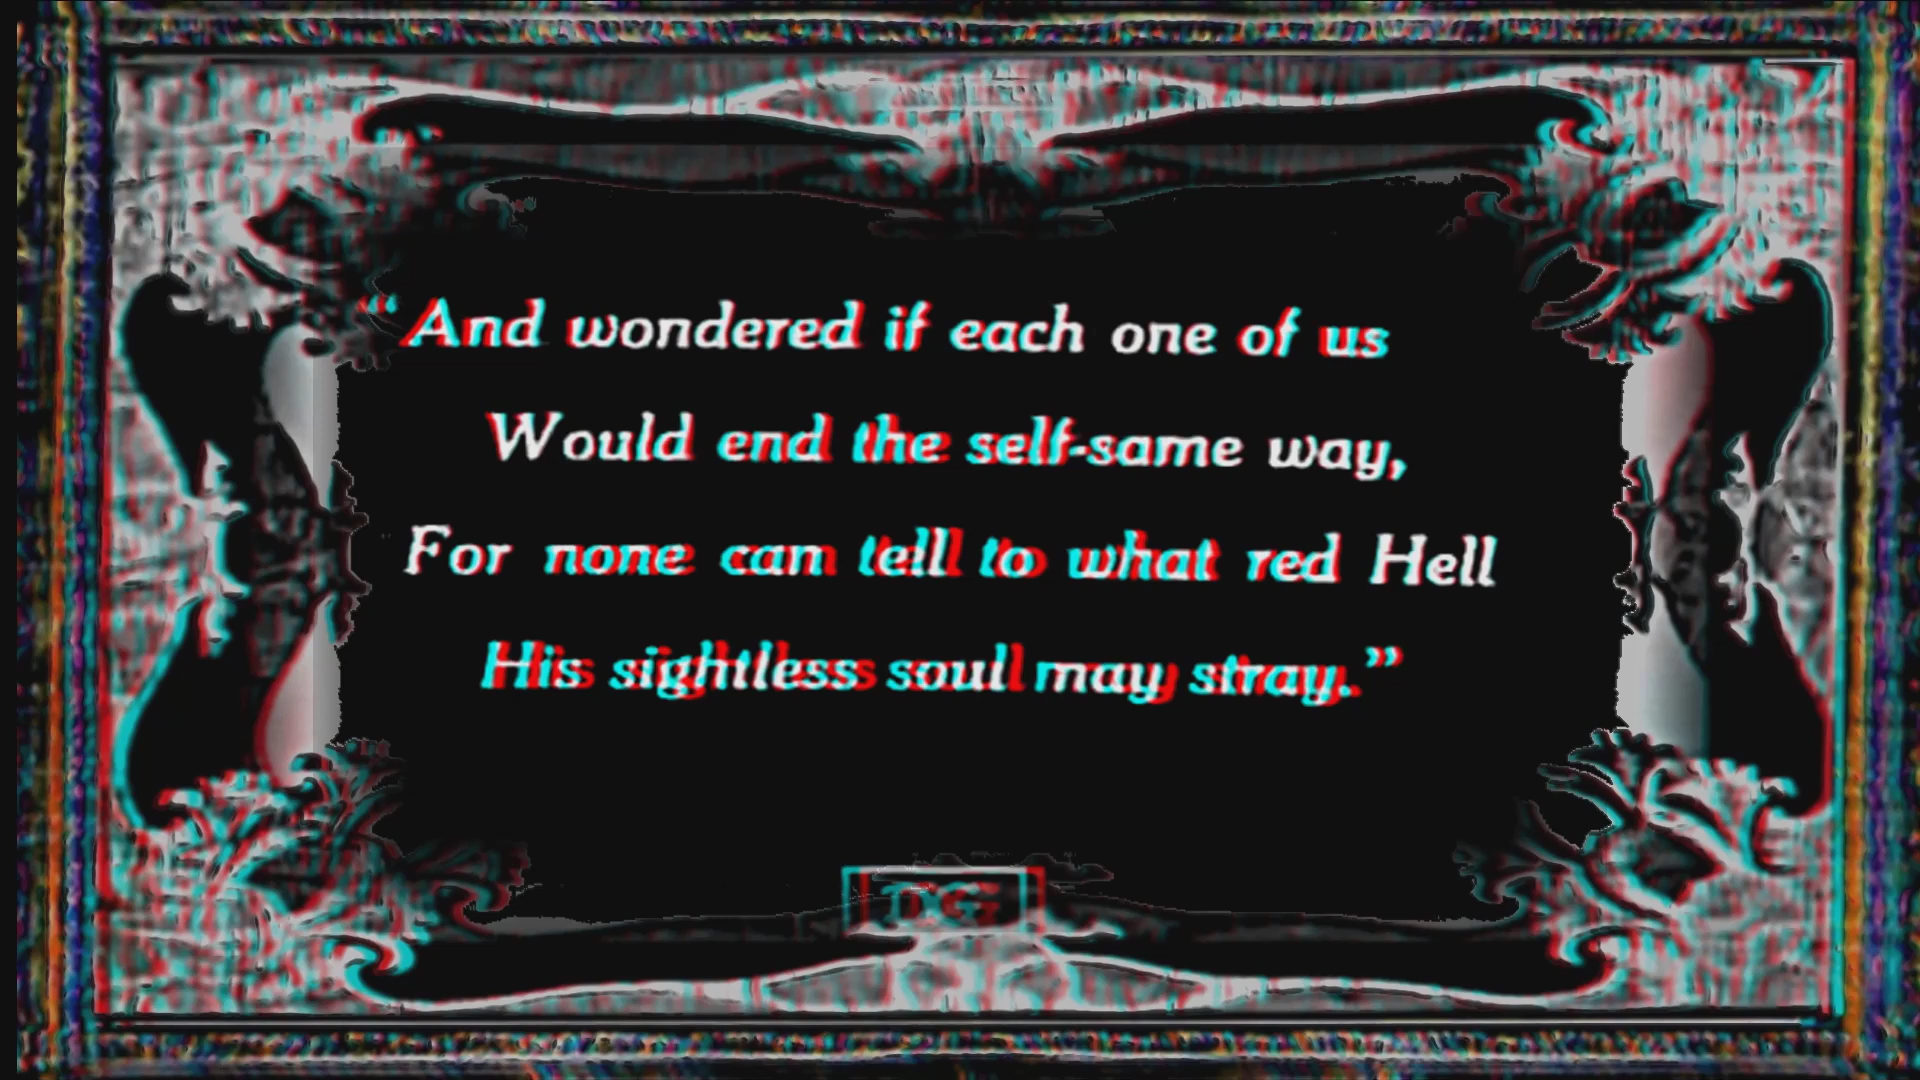 “And wondered if each one of us
Would end the self-same way,
For none can tell to what red Hell
His sightless soul may stray.”
DG